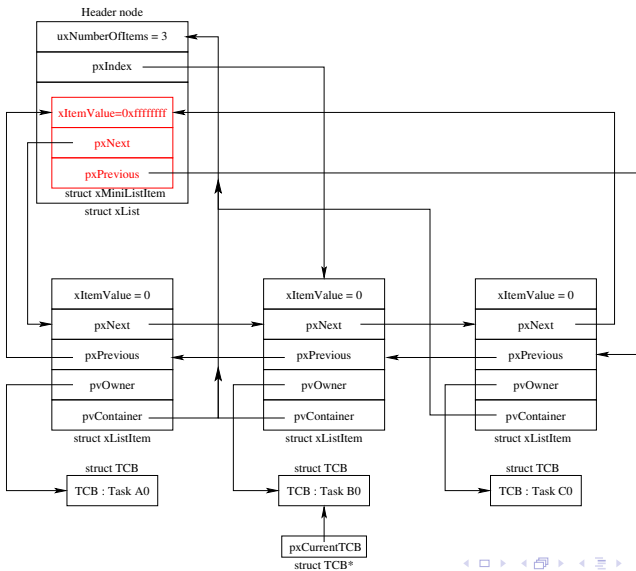 Header node
uxNumberOfItems = 3
pxIndex
xItemValue=0xffffffff
pxNext
pxPrevious
struct xMiniListItem
struct xList
xItemValue = 0
pxNext
pxPrevious
pvOwner
pvContainer
struct xListItem
xItemValue = 0
pxNext
pxPrevious
pvOwner
pvContainer
struct xListItem
xItemValue = 0
pxNext
pxPrevious
pvOwner
pvContainer
struct xListItem
struct TCB
TCB : Task A0
struct TCB
TCB : Task B0
struct TCB
TCB : Task C0
pxCurrentTCB
struct TCB*